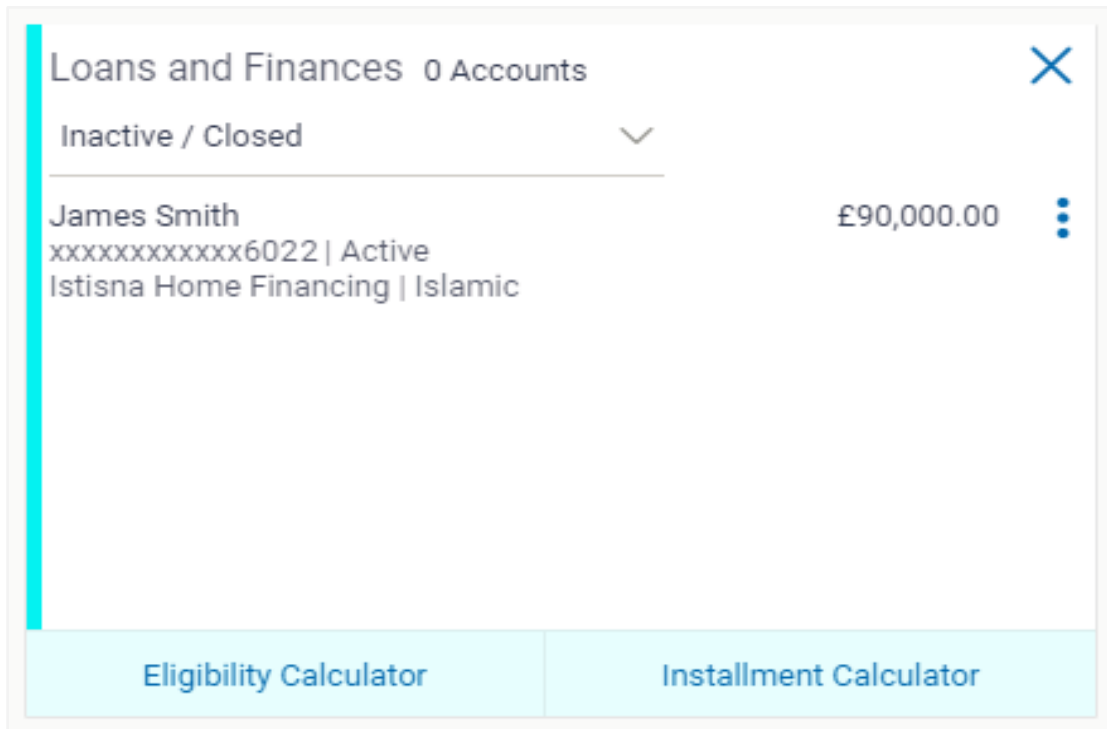 Loans and Finances 0 Accounts
Inactive / Closed
James Smith £90,000.00
xxxxxxxxxxxx6022 | Active
Istisna Home Financing | Islamic
Eligibility Calculator Installment Calculator